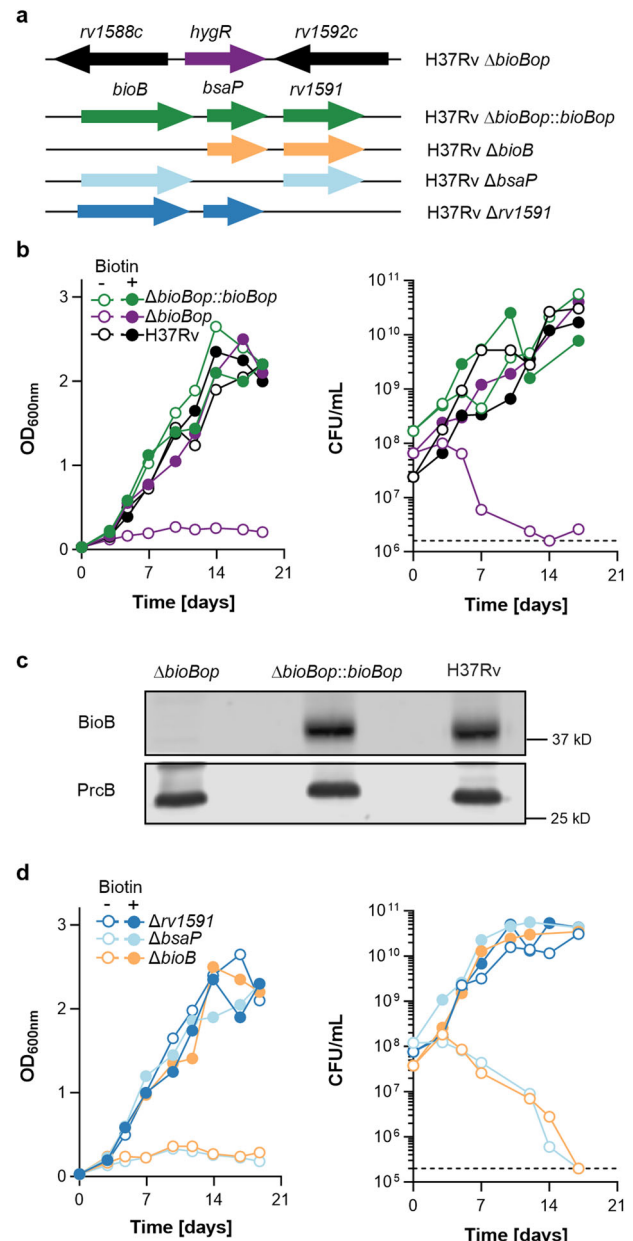 a
rv1588c hygR rv1592c
H37Rv ΔbioBop
bioB bsaP rv1591
H37Rv ΔbioBop::bioBop
H37Rv ΔbioB
H37Rv ΔbsaP
H37Rv Δrv1591
b
Biotin
- +
ΔbioBop::bioBop
ΔbioBop
H37Rv
3
2
1
0
OD600nm
0 7 14 21
Time [days]
10^11
10^10
10^9
10^8
10^7
10^6
CFU/mL
0 7 14 21
Time [days]
c
ΔbioBop ΔbioBop::bioBop H37Rv
BioB
37 kD
PrcB
25 kD
d
Biotin
- +
Δrv1591
ΔbsaP
ΔbioB
3
2
1
0
OD600nm
0 7 14 21
Time [days]
10^11
10^10
10^9
10^8
10^7
10^6
10^5
CFU/mL
0 7 14 21
Time [days]